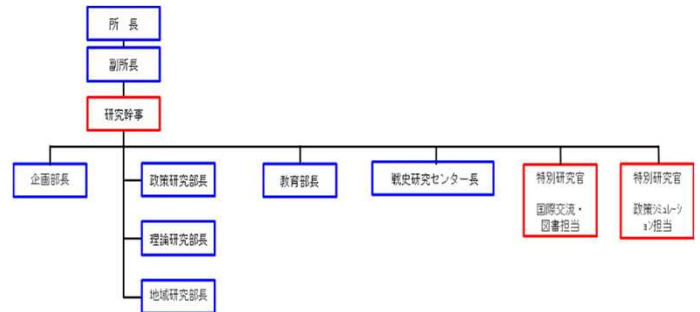 所 長
副所長
研究幹事
企画部長
政策研究部長
教育部長
戦史研究センター長
特別研究官
国際交流・
図書担当
特別研究官
政策シミュレーシ
ョン担当
理論研究部長
地域研究部長